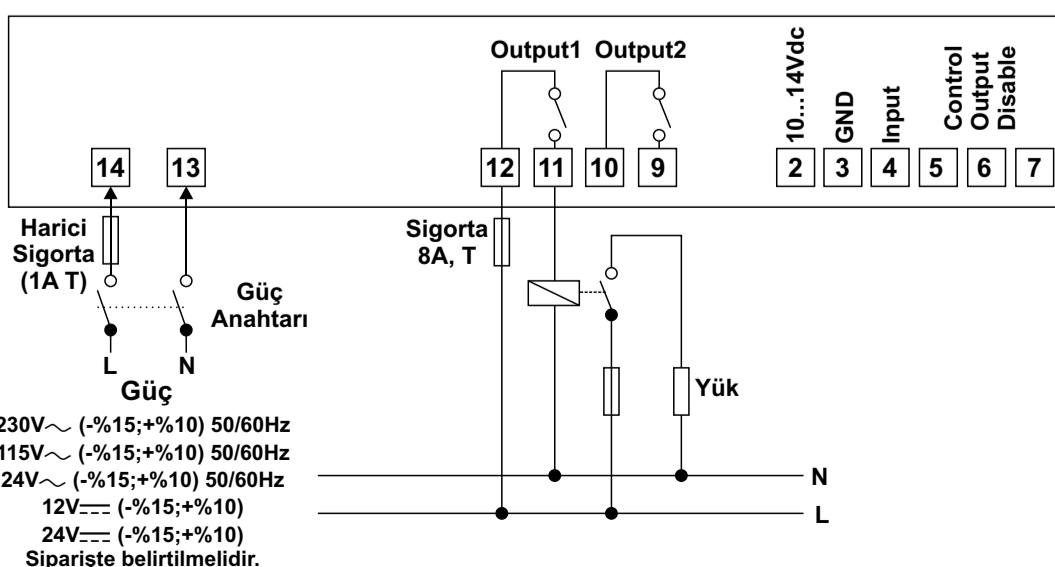 Output1 Output2
10...14Vdc
GND
Input
Control
Output
Disable
14 13 12 11 10 9 2 3 4 5 6 7
Harici
Sigorta
(1A T)
Güç
Anahtarı
Sigorta
8A, T
L N
Güç
Yük
230V~ (-%15;+%10) 50/60Hz
115V~ (-%15;+%10) 50/60Hz
24V~ (-%15;+%10) 50/60Hz
12V⎓ (-%15;+%10)
24V⎓ (-%15;+%10)
Siparişte belirtilmelidir.
N
L